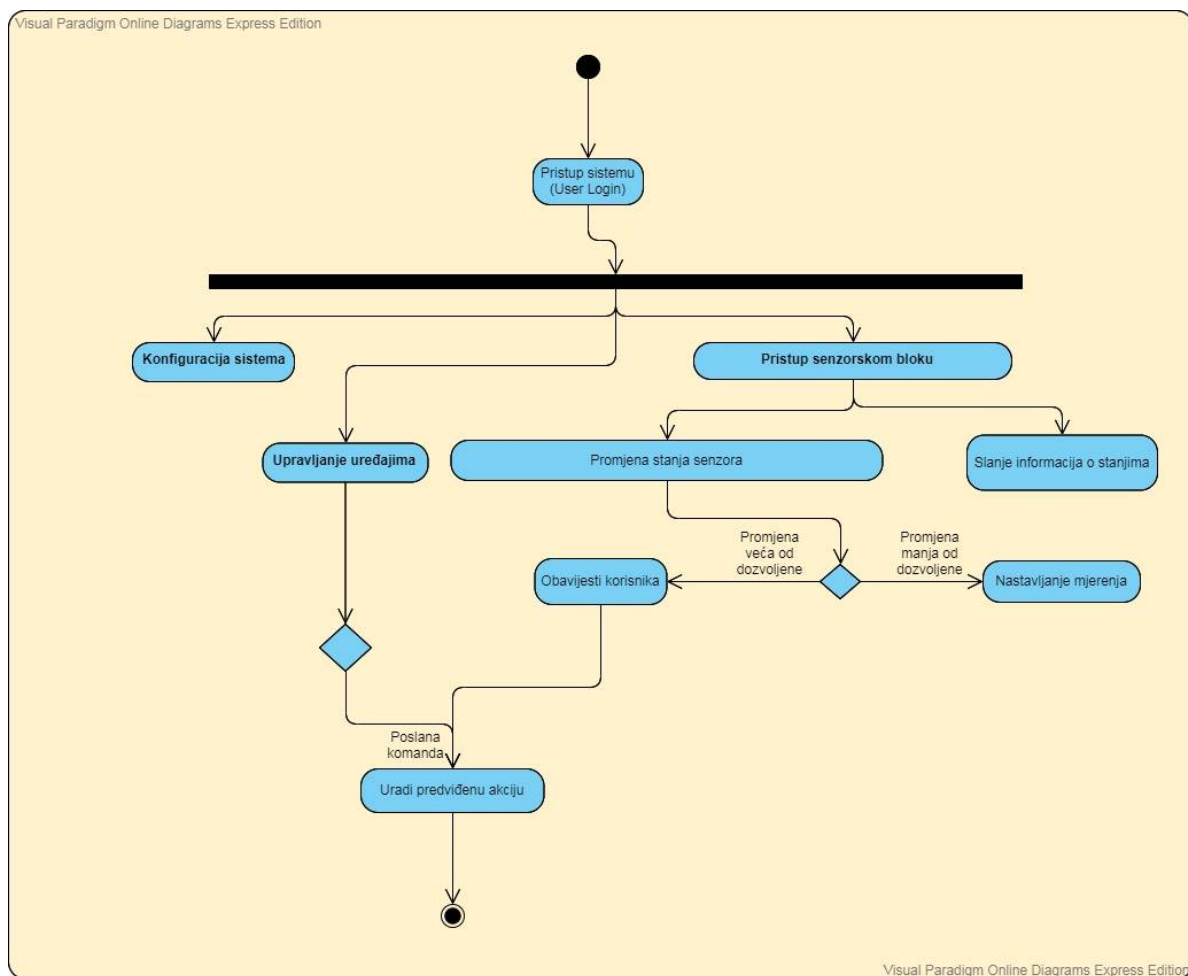 Visual Paradigm Online Diagrams Express Edition
Pristup sistemu
(User Login)
Konfiguracija sistema
Pristup senzorskom bloku
Upravljanje uređajima
Promjena stanja senzora
Slanje informacija o stanjima
Promjena
veća od
dozvoljene
Promjena
manja od
dozvoljene
Obavijesti korisnika
Nastavljanje mjerenja
Poslana
komanda
Uradi predviđenu akciju
Visual Paradigm Online Diagrams Express Edition